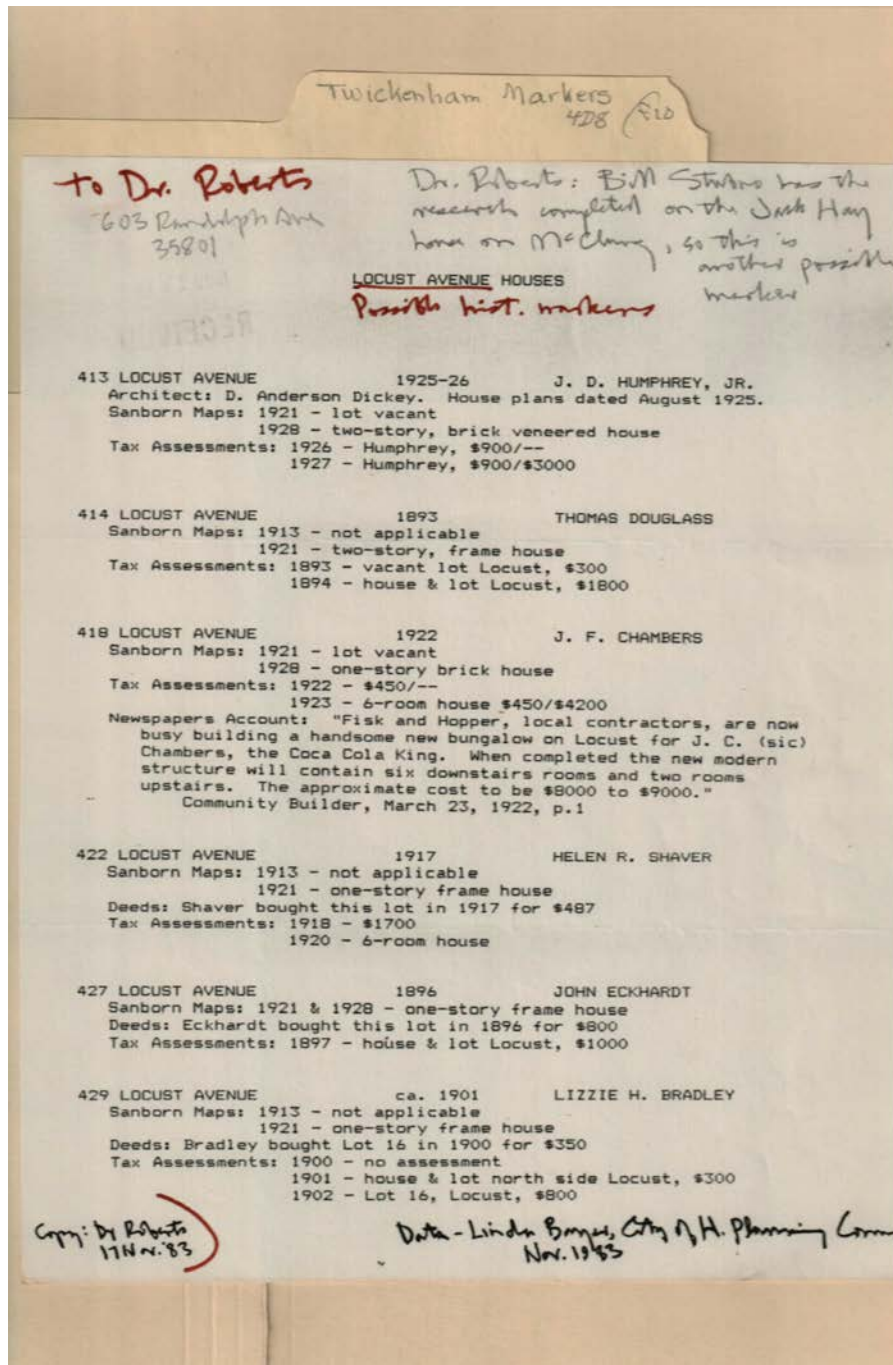 Twickenham Markers
4D8
To Dr. Roberts
603 Randolph Ave
35801
Dr. Roberts: Bill has the
research completed on the Jack Hay
home on McClung, so this is
another possible
marker
LOCUST AVENUE HOUSES
Possible hist. markers
413 LOCUST AVENUE 1925-26 J. D. HUMPHREY, JR.
Architect: D. Anderson Dickey. House plans dated August 1925.
Sanborn Maps: 1921 - lot vacant
1928 - two-story, brick veneered house
Tax Assessments: 1926 - Humphrey, $900/--
1927 - Humphrey, $900/$3000
414 LOCUST AVENUE 1893 THOMAS DOUGLASS
Sanborn Maps: 1913 - not applicable
1921 - two-story, frame house
Tax Assessments: 1893 - vacant lot Locust, $300
1894 - house & lot Locust, $1800
418 LOCUST AVENUE 1922 J. F. CHAMBERS
Sanborn Maps: 1921 - lot vacant
1928 - one-story brick house
Tax Assessments: 1922 - $450/--
1923 - 6-room house $450/$4200
Newspapers Account: "Fisk and Hopper, local contractors, are now
busy building a handsome new bungalow on Locust for J. C. (sic)
Chambers, the Coca Cola King. When completed the new modern
structure will contain six downstairs rooms and two rooms
upstairs. The approximate cost to be $8000 to $9000."
Community Builder, March 23, 1922, p.1
422 LOCUST AVENUE 1917 HELEN R. SHAVER
Sanborn Maps: 1913 - not applicable
1921 - one-story frame house
Deeds: Shaver bought this lot in 1917 for $487
Tax Assessments: 1918 - $1700
1920 - 6-room house
427 LOCUST AVENUE 1896 JOHN ECKHARDT
Sanborn Maps: 1921 & 1928 - one-story frame house
Deeds: Eckhardt bought this lot in 1896 for $800
Tax Assessments: 1897 - house & lot Locust, $1000
429 LOCUST AVENUE ca. 1901 LIZZIE H. BRADLEY
Sanborn Maps: 1913 - not applicable
1921 - one-story frame house
Deeds: Bradley bought Lot 16 in 1900 for $350
Tax Assessments: 1900 - no assessment
1901 - house & lot north side Locust, $300
1902 - Lot 16, Locust, $800
Copy: Dr Roberts
17 Nov. '83
Data - Linda Bayer, City of H. Planning Comm
Nov. 1983